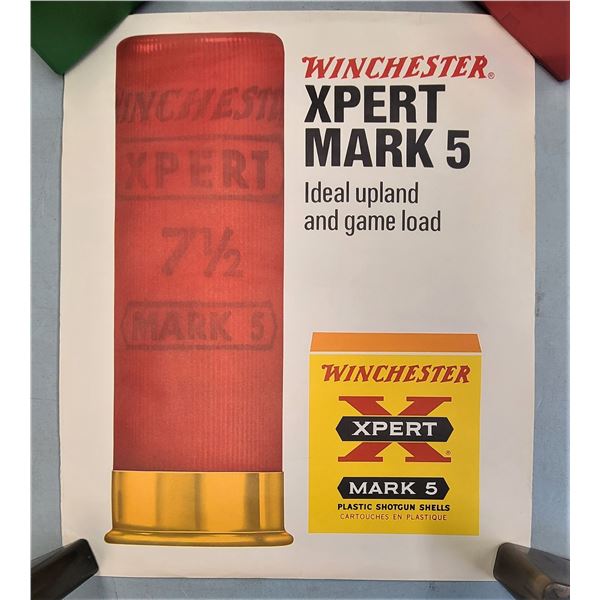 WINCHESTER
XPERT
7½
MARK 5
WINCHESTER®
XPERT
MARK 5
Ideal upland
and game load
WINCHESTER
X
XPERT
®
MARK 5
PLASTIC SHOTGUN SHELLS
CARTOUCHES EN PLASTIQUE